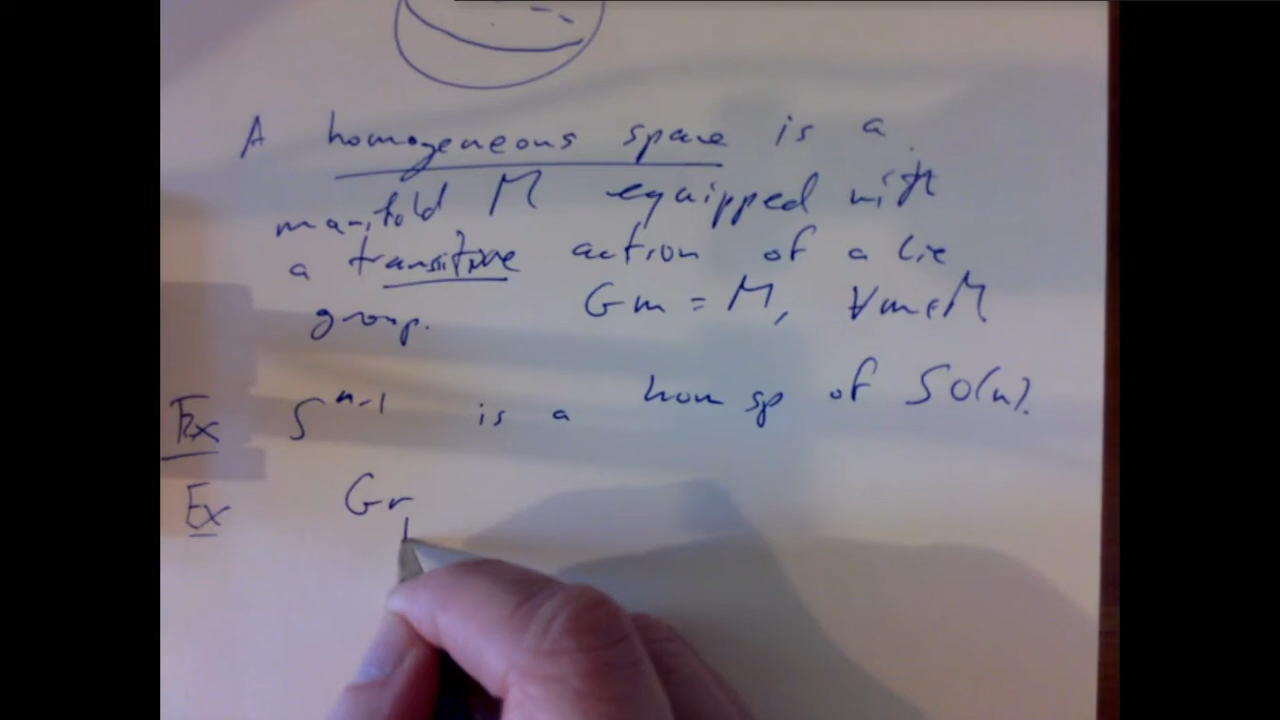 A homogeneous space is a
manifold M equipped with
a transitive action of a Lie
group. Gm = M, ∀m∈M
Ex S^{n-1} is a hom sp of SO(n).
Ex Gr